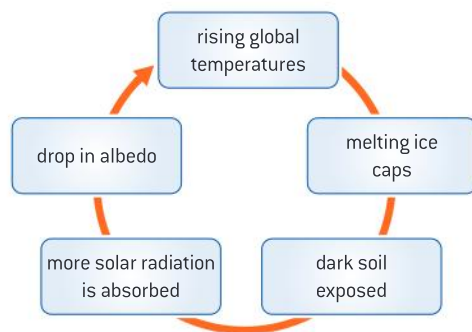 rising global
temperatures
melting ice
caps
dark soil
exposed
more solar radiation
is absorbed
drop in albedo